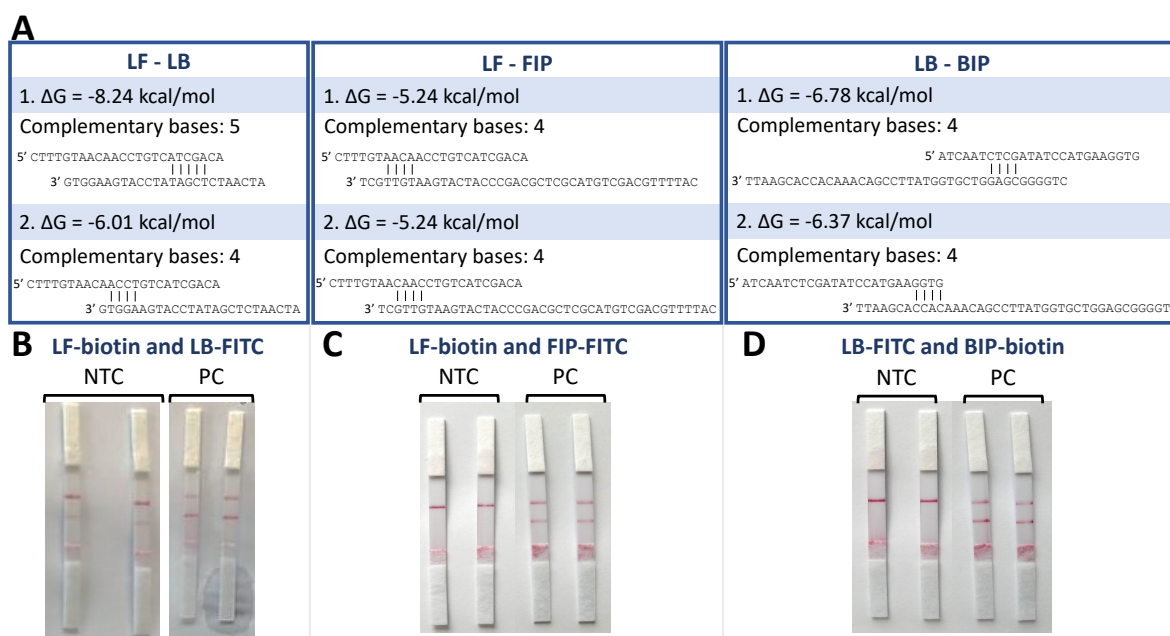 A
LF - LB
1. ΔG = -8.24 kcal/mol
Complementary bases: 5
5’ CTTTGTAACAACCTGTCATCGACA
3’ GTGGAAGTACCTATAGCTCTAACTA
2. ΔG = -6.01 kcal/mol
Complementary bases: 4
5’ CTTTGTAACAACCTGTCATCGACA
3’ GTGGAAGTACCTATAGCTCTAACTA
LF - FIP
1. ΔG = -5.24 kcal/mol
Complementary bases: 4
5’ CTTTGTAACAACCTGTCATCGACA
3’ TCGTTGTAAGTACTACCCGACGCTCGCATGTCGACGTTTTAC
2. ΔG = -5.24 kcal/mol
Complementary bases: 4
5’ CTTTGTAACAACCTGTCATCGACA
3’ TCGTTGTAAGTACTACCCGACGCTCGCATGTCGACGTTTTAC
LB - BIP
1. ΔG = -6.78 kcal/mol
Complementary bases: 4
5’ ATCAATCTCGATATCCATGAAGGTG
3’ TTAAGCACCACAAACAGCCTTATGGTGCTGGAGCGGGGTC
2. ΔG = -6.37 kcal/mol
Complementary bases: 4
5’ ATCAATCTCGATATCCATGAAGGTG
3’ TTAAGCACCACAAACAGCCTTATGGTGCTGGAGCGGGGT
B LF-biotin and LB-FITC
NTC PC
C LF-biotin and FIP-FITC
NTC PC
D LB-FITC and BIP-biotin
NTC PC